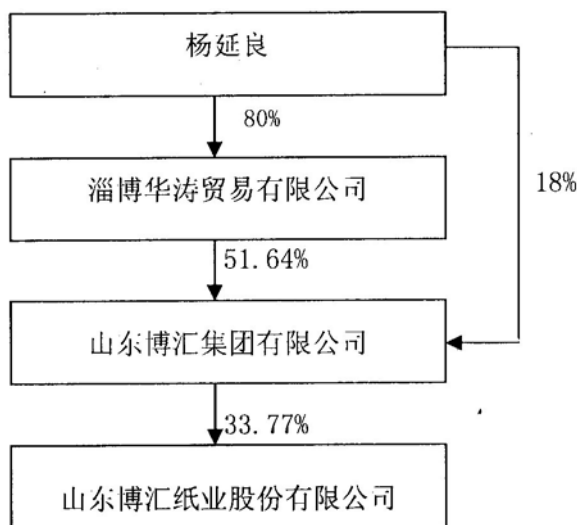 杨延良
80%
淄博华涛贸易有限公司
18%
51.64%
山东博汇集团有限公司
33.77%
山东博汇纸业股份有限公司